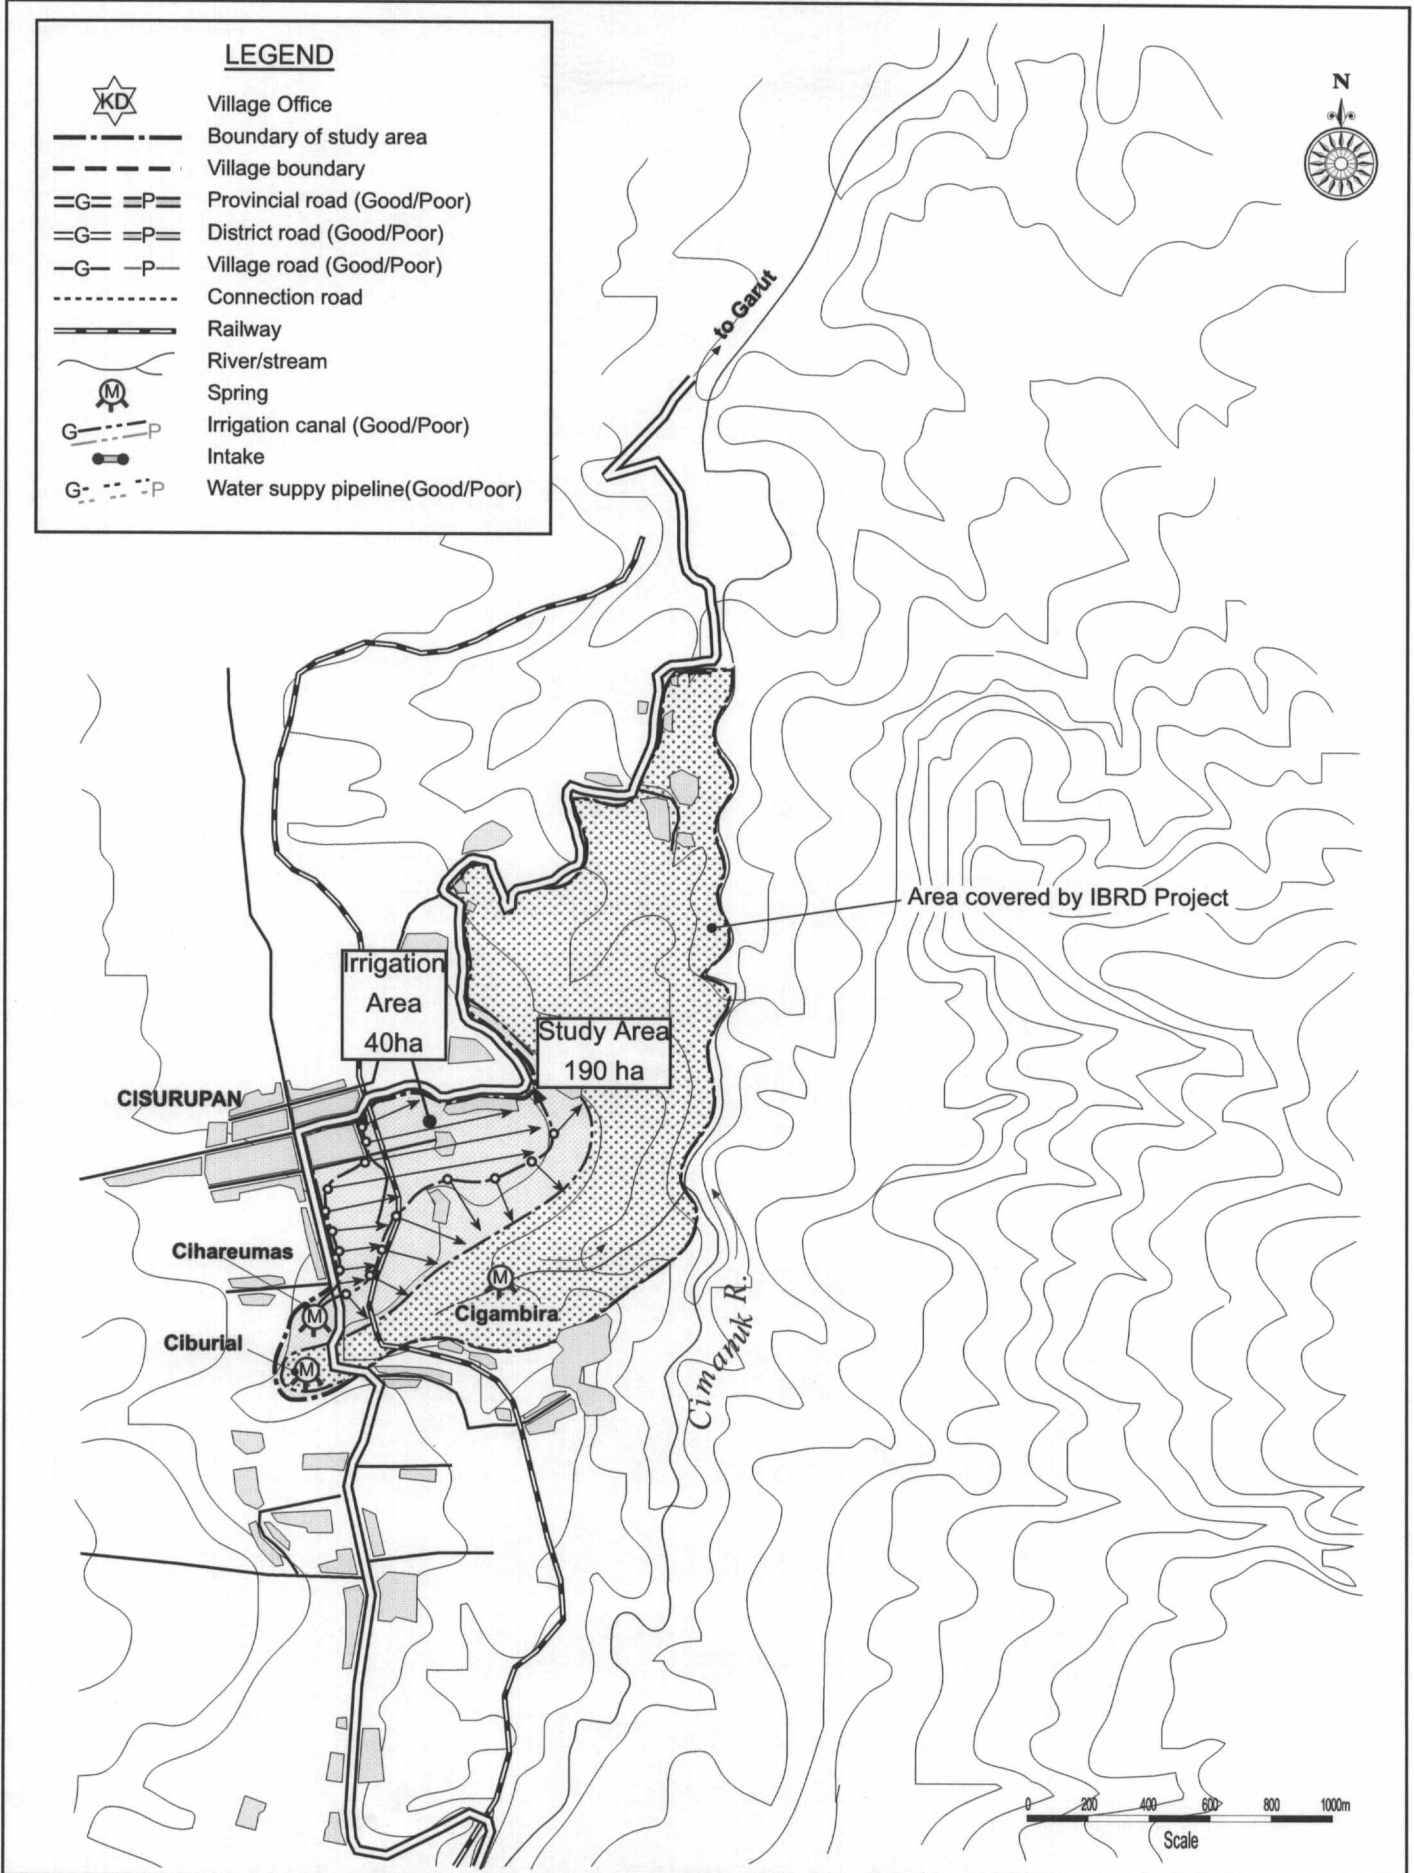 LEGEND
KD Village Office
Boundary of study area
Village boundary
G P Provincial road (Good/Poor)
G P District road (Good/Poor)
G P Village road (Good/Poor)
Connection road
Railway
River/stream
M Spring
G P Irrigation canal (Good/Poor)
Intake
G P Water suppy pipeline(Good/Poor)
N
to Garut
Area covered by IBRD Project
Irrigation
Area
40ha
Study Area
190 ha
CISURUPAN
Cihareumas
M
M
Cigambira
Ciburial
M
Cimanuk R.
0 200 400 600 800 1000m
Scale